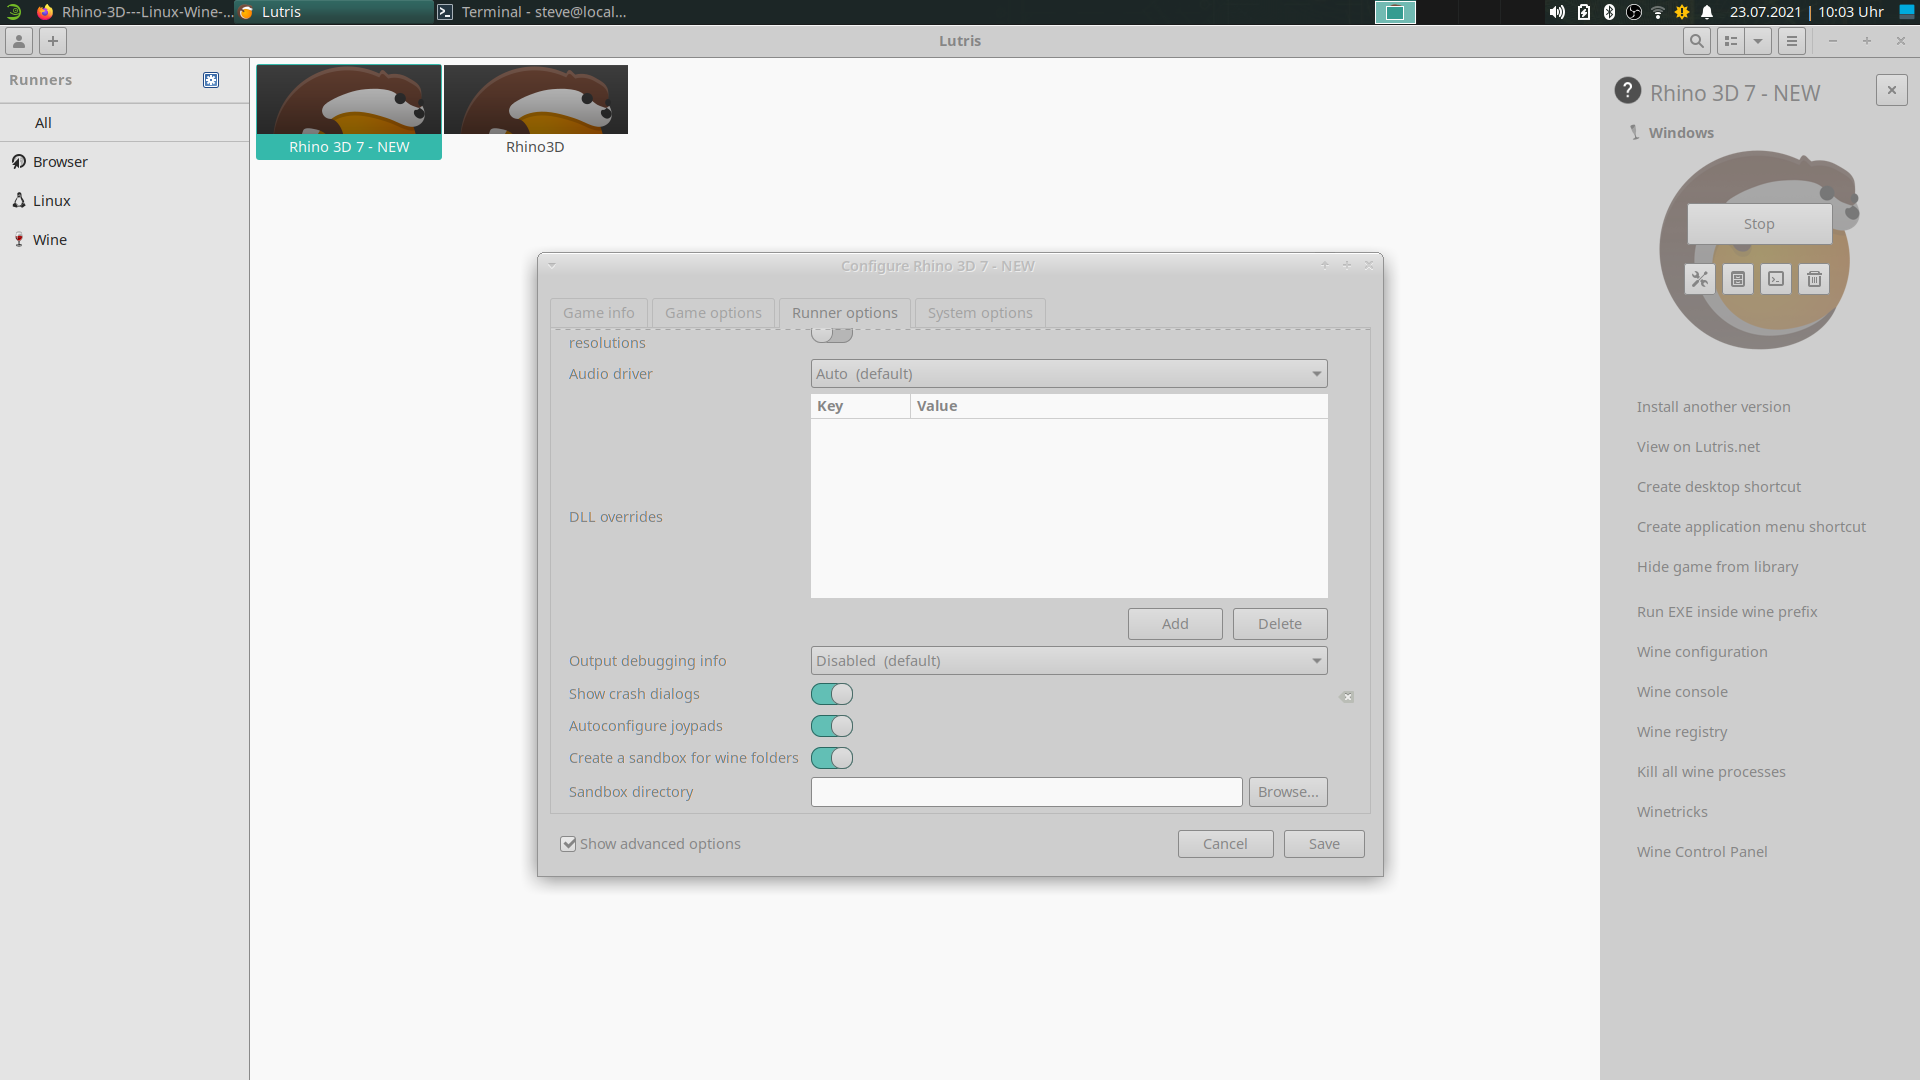 Rhino-3D---Linux-Wine-...
Lutris
Terminal - steve@local...
23.07.2021 | 10:03 Uhr
Lutris
Runners
All
Browser
Linux
Wine
Rhino 3D 7 - NEW
Rhino3D
Configure Rhino 3D 7 - NEW
Game info
Game options
Runner options
System options
resolutions
Audio driver
Auto (default)
Key
Value
DLL overrides
Add
Delete
Output debugging info
Disabled (default)
Show crash dialogs
Autoconfigure joypads
Create a sandbox for wine folders
Sandbox directory
Browse...
Show advanced options
Cancel
Save
Rhino 3D 7 - NEW
Windows
Stop
Install another version
View on Lutris.net
Create desktop shortcut
Create application menu shortcut
Hide game from library
Run EXE inside wine prefix
Wine configuration
Wine console
Wine registry
Kill all wine processes
Winetricks
Wine Control Panel